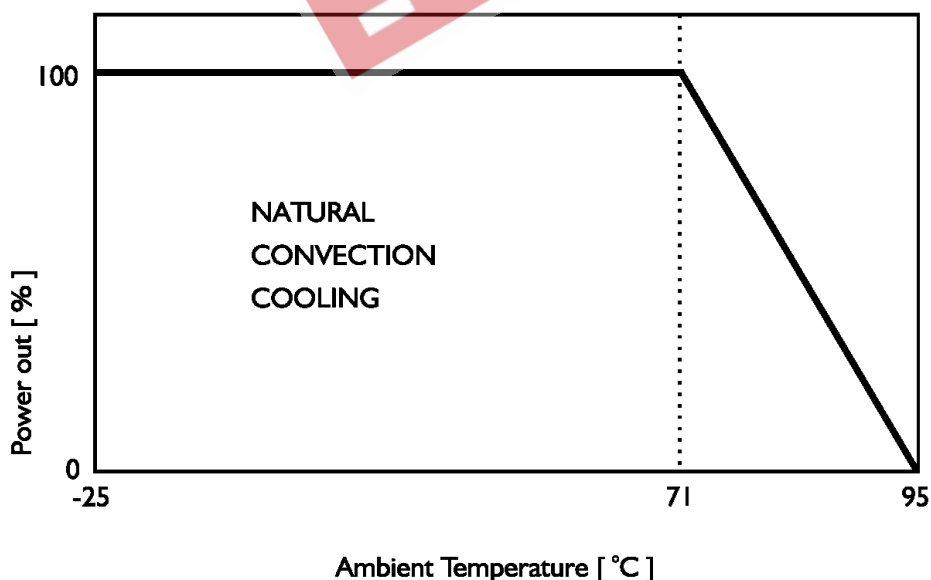 100
NATURAL
CONVECTION
COOLING
Power out [ % ]
0
-25 71 95
Ambient Temperature [ °C ]